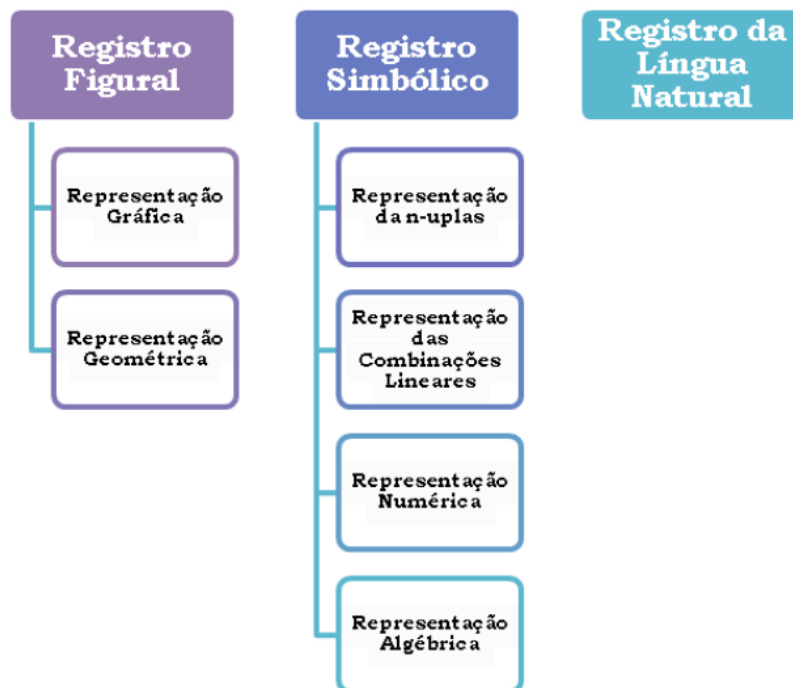 Registro
Figural
Representação
Gráfica
Representação
Geométrica
Registro
Simbólico
Representação
da n-uplas
Representação
das
Combinações
Lineares
Representação
Numérica
Representação
Algébrica
Registro da
Língua
Natural